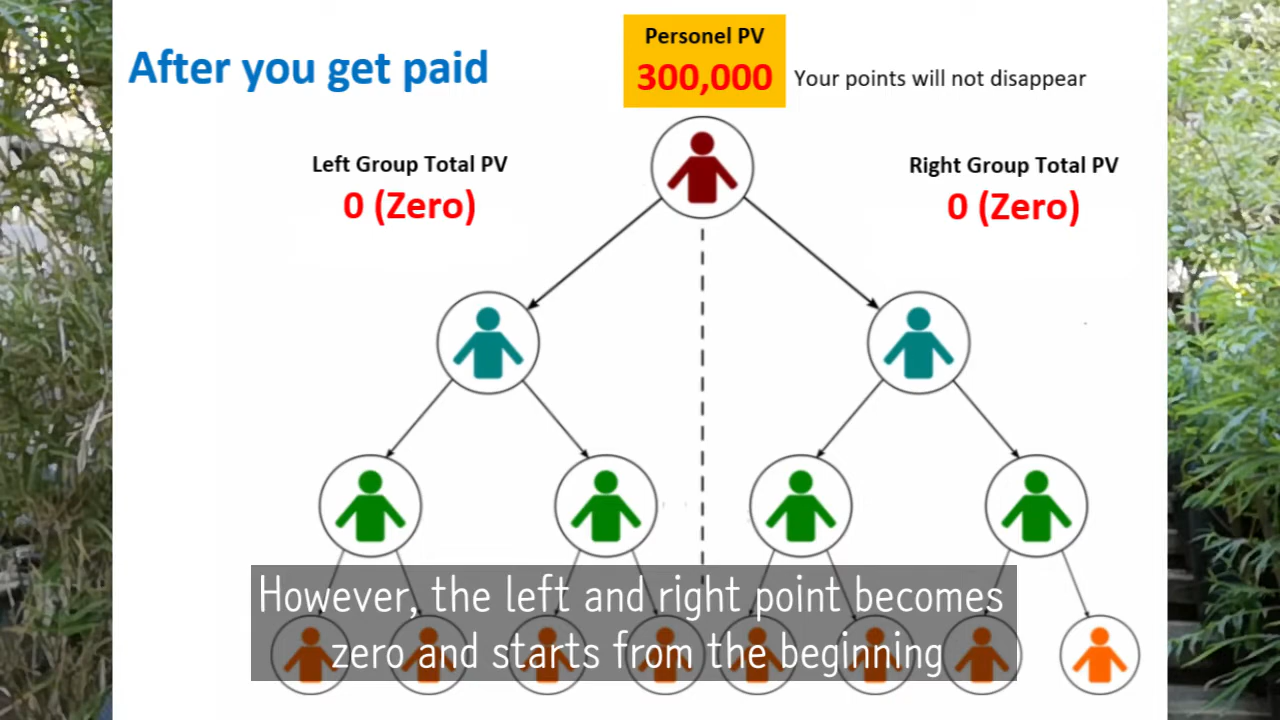 After you get paid
Personel PV
300,000
Your points will not disappear
Left Group Total PV
0 (Zero)
Right Group Total PV
0 (Zero)
However, the left and right point becomes
zero and starts from the beginning